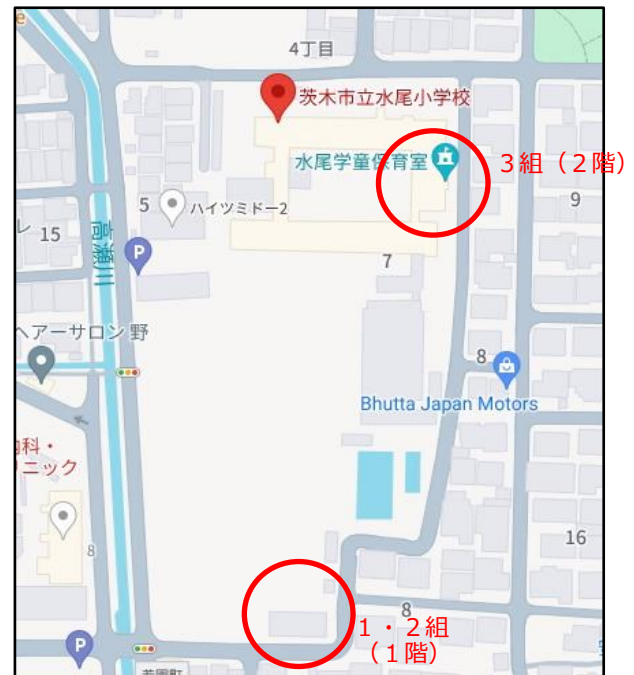 4丁目
茨木市立水尾小学校
水尾学童保育室
3組（2階）
5
ハイツミドー2
9
レ 15
高瀬川
P
7
ヘアーサロン 野
8
Bhutta Japan Motors
内科・
リニック
16
8
8
1・2組
（1階）
P